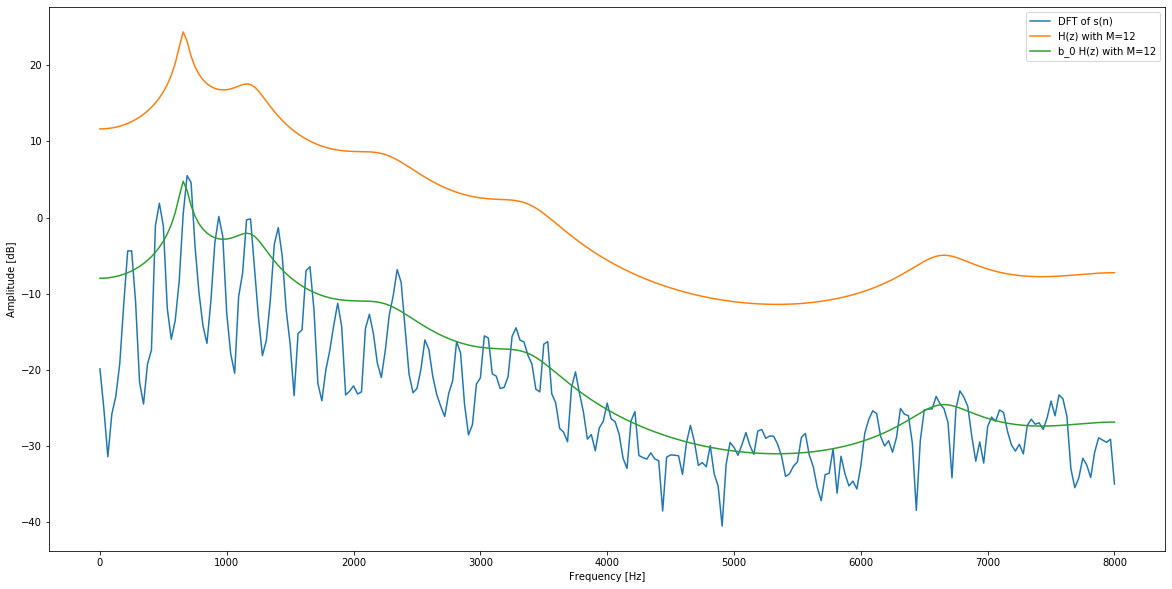 DFT of s(n)
H(z) with M=12
b_0 H(z) with M=12
Amplitude [dB]
20
10
0
−10
−20
−30
−40
0 1000 2000 3000 4000 5000 6000 7000 8000
Frequency [Hz]